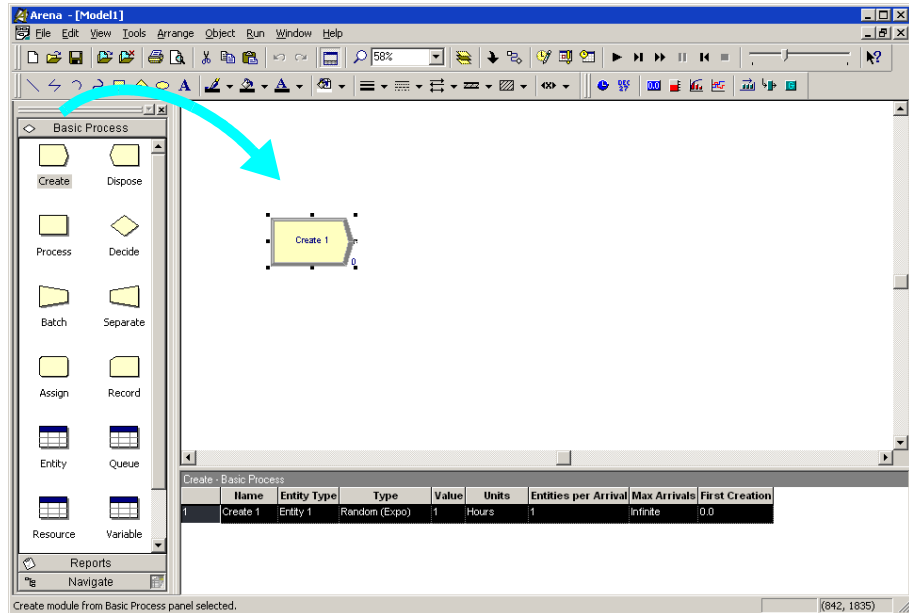 Arena - [Model1]
File Edit View Tools Arrange Object Run Window Help
58%
Basic Process
Create Dispose
Process Decide
Batch Separate
Assign Record
Entity Queue
Resource Variable
Reports
Navigate
Create 1
0
Create - Basic Process
Name Entity Type Type Value Units Entities per Arrival Max Arrivals First Creation
1 Create 1 Entity 1 Random (Expo) 1 Hours 1 Infinite 0.0
Create module from Basic Process panel selected.
(842, 1835)